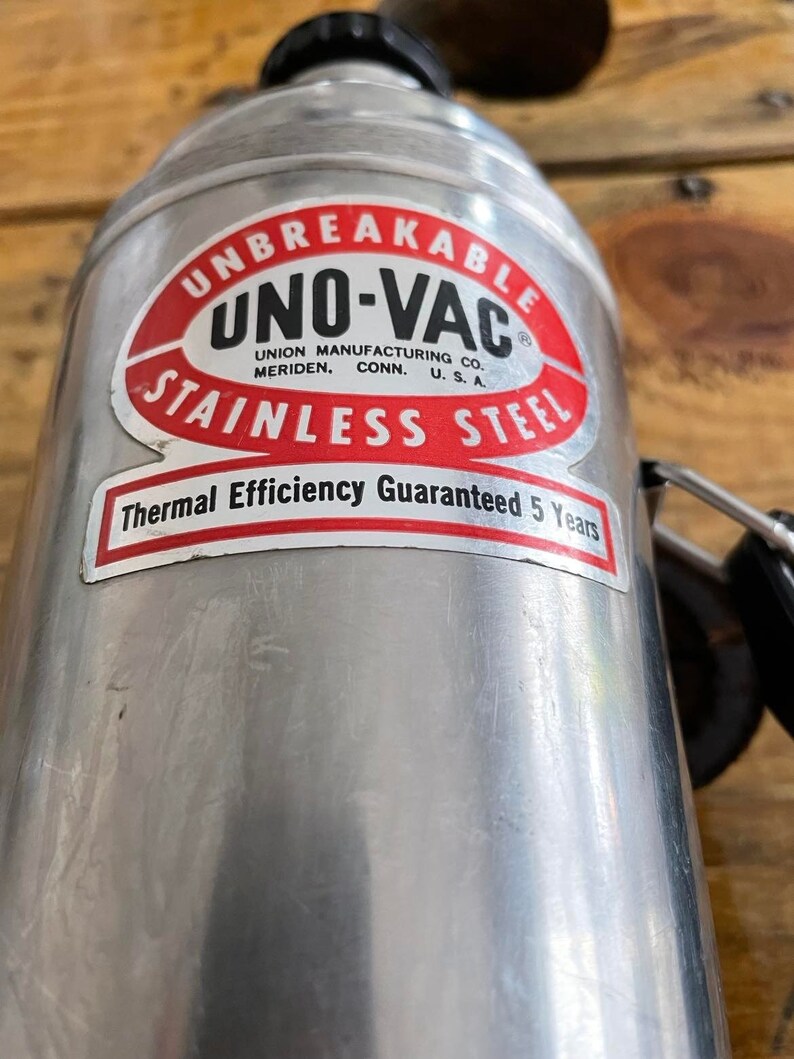 UNBREAKABLE
UNO-VAC®
UNION MANUFACTURING CO.
MERIDEN, CONN. U. S. A.
STAINLESS STEEL
Thermal Efficiency Guaranteed 5 Years